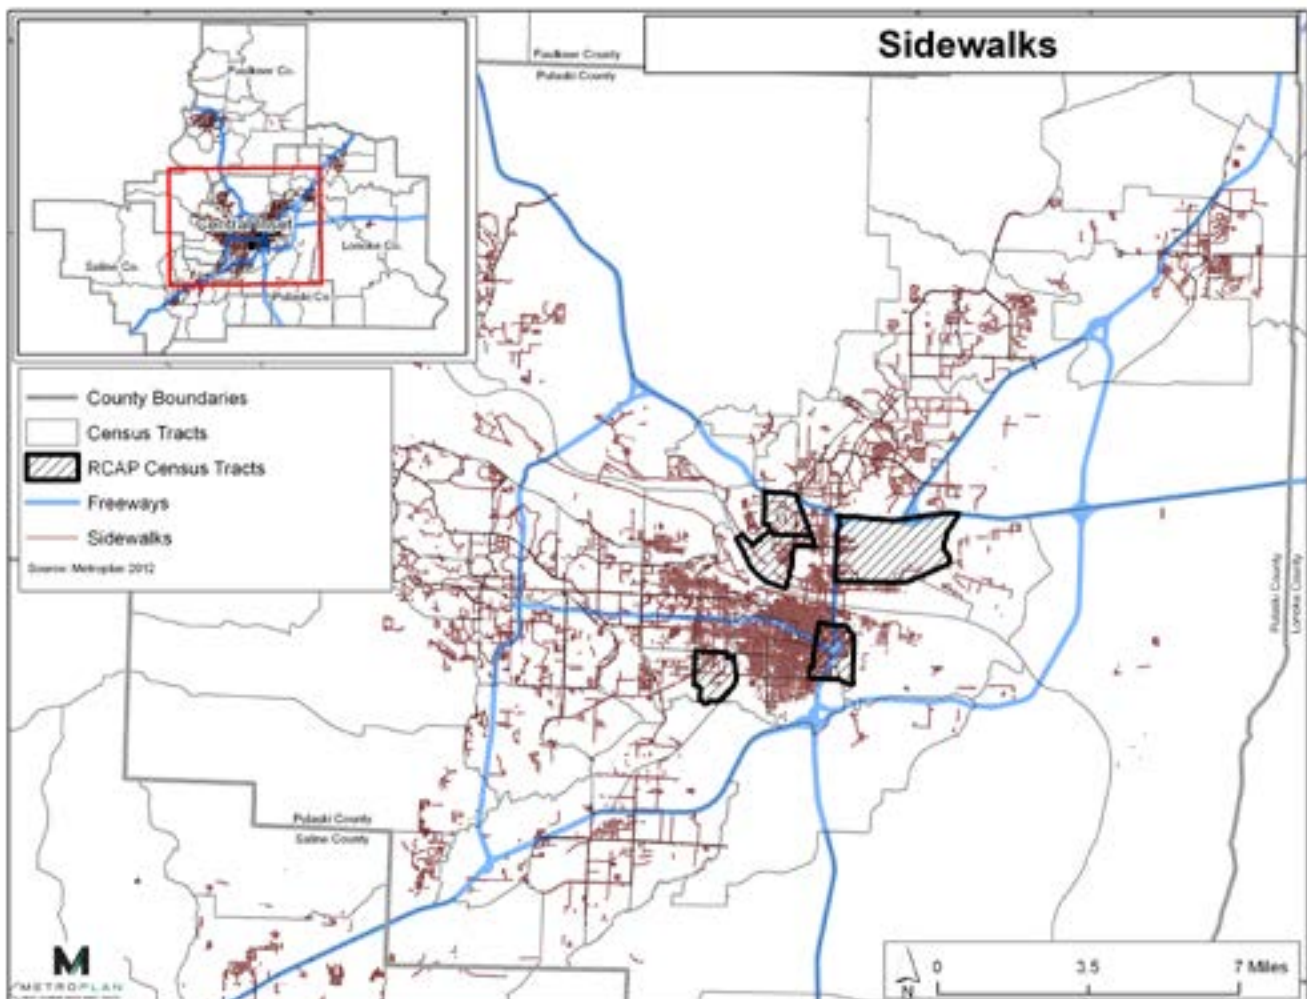 Sidewalks
Faulkner County
Pulaski County
Faulkner Co.
Central Inset
Lonoke Co.
Saline Co.
Pulaski Co.
County Boundaries
Census Tracts
RCAP Census Tracts
Freeways
Sidewalks
Source: Metroplan 2012
Pulaski County
Lonoke County
Pulaski County
Saline County
M
METROPLAN
N
0 3.5 7 Miles